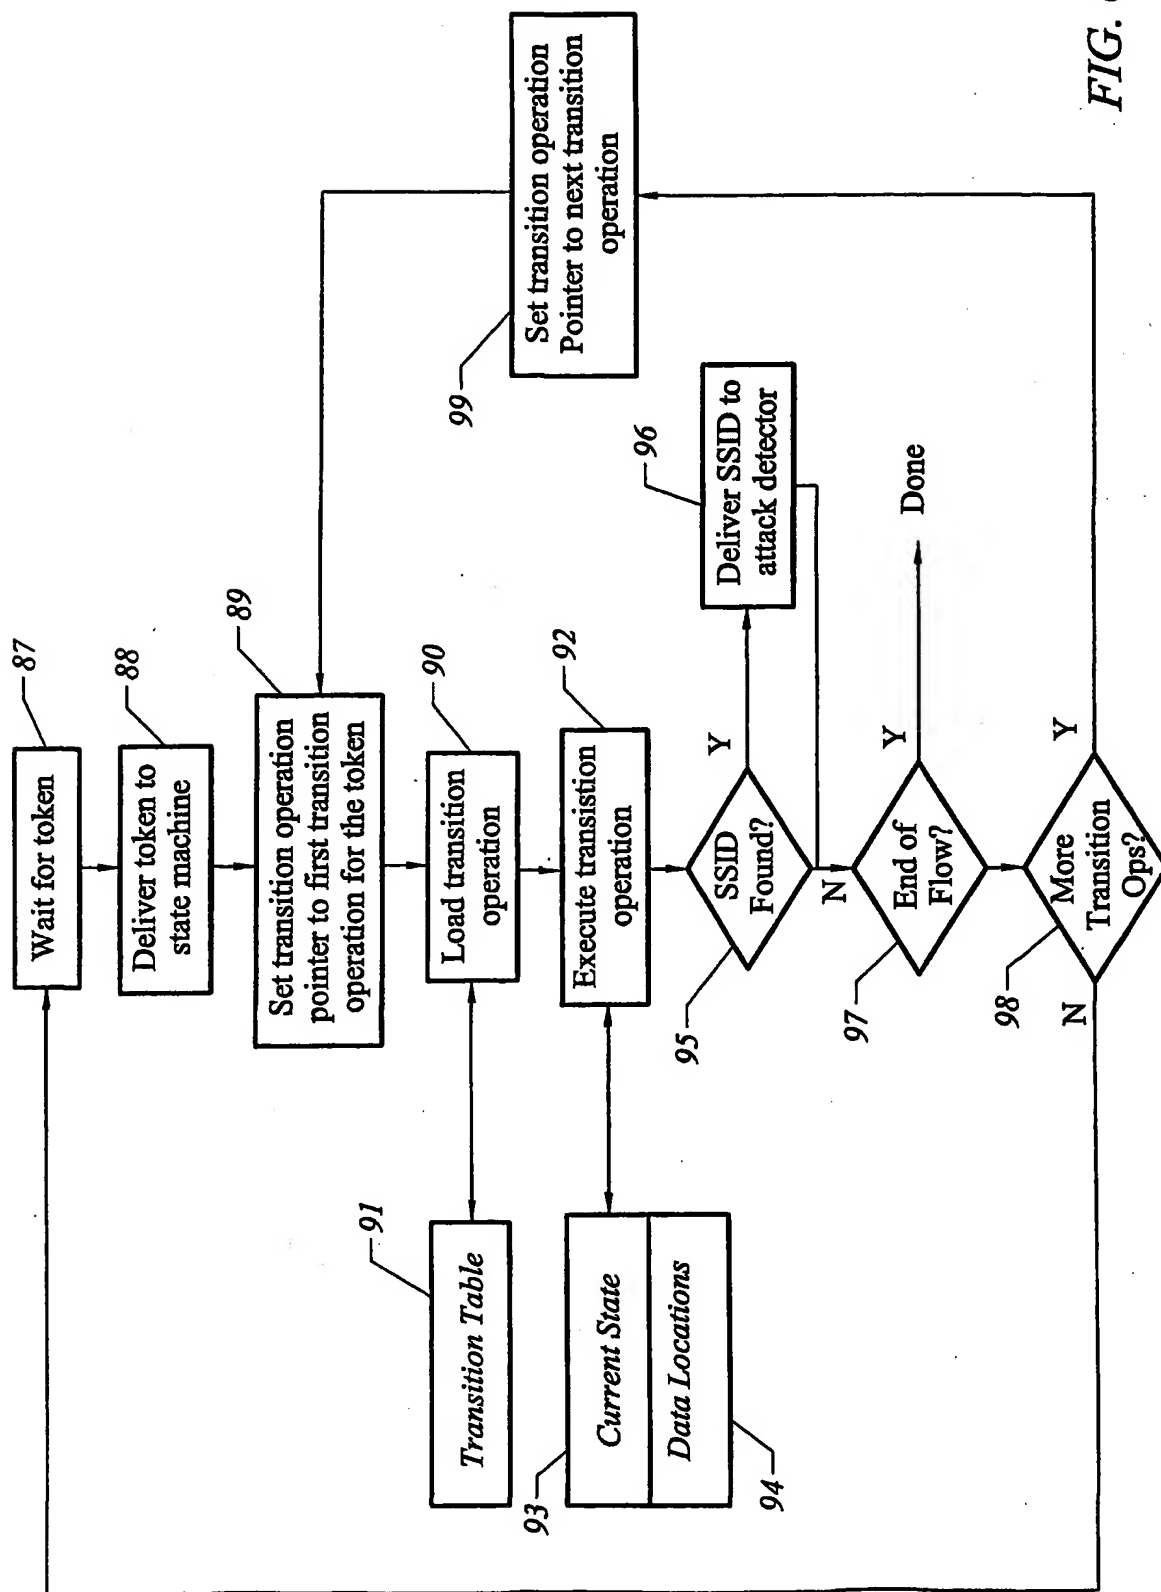 87
Wait for token
88
Deliver token to
state machine
89
Set transition operation
pointer to first transition
operation for the token
90
Load transition
operation
91
Transition Table
92
Execute transistion
operation
93
Current State
Data Locations
94
95
SSID
Found?
Y
N
96
Deliver SSID to
attack detector
97
End of
Flow?
Y
Done
98
More
Transition
Ops?
Y
N
99
Set transition operation
Pointer to next transition
operation
FIG.